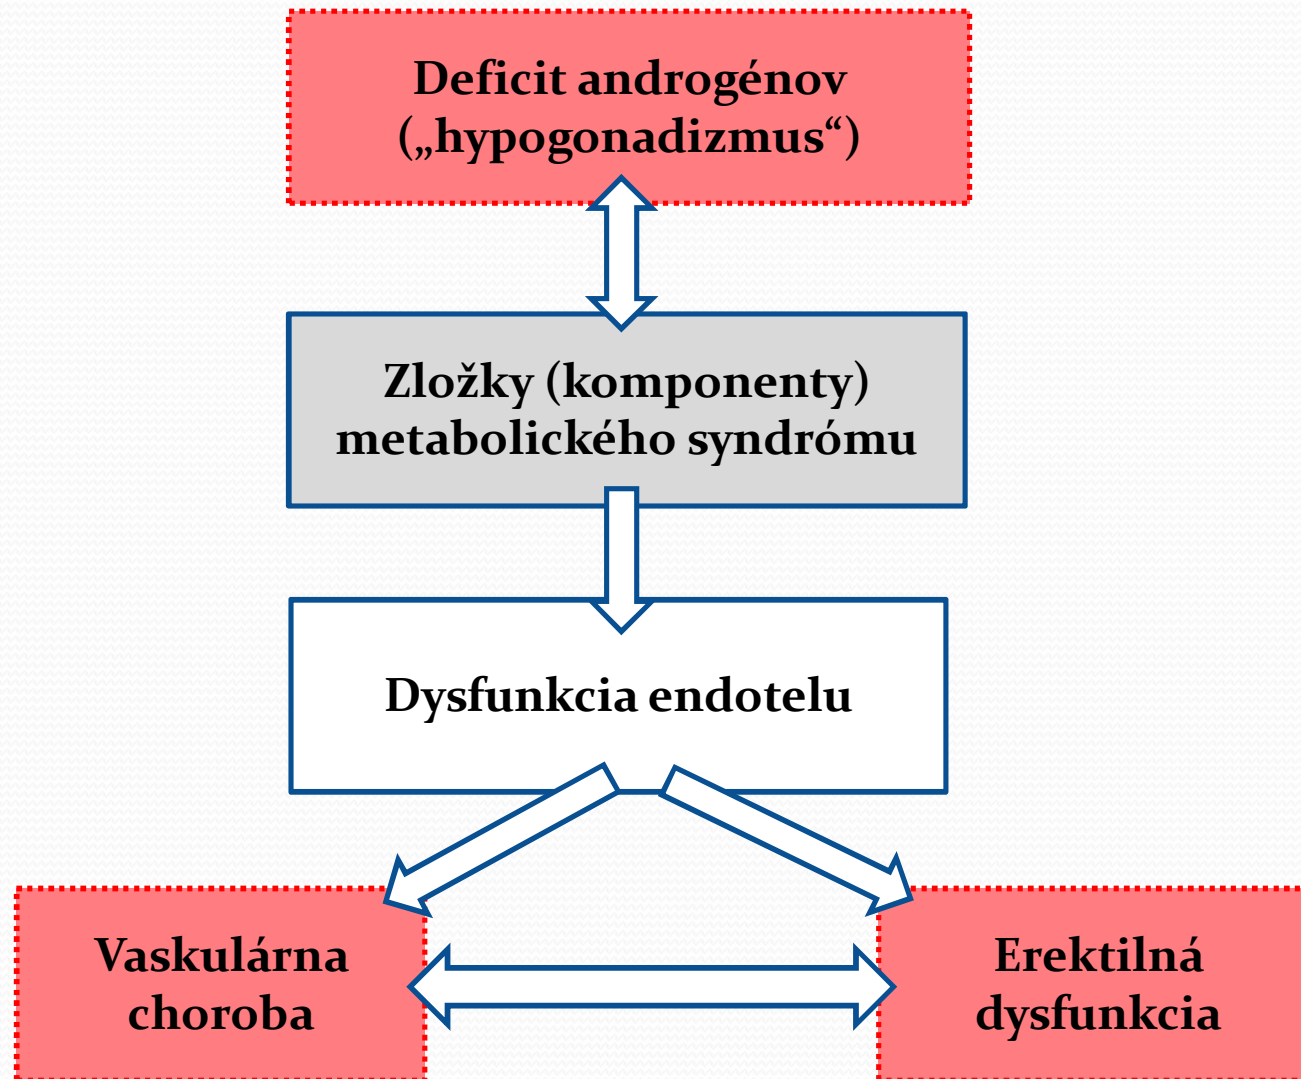 Deficit androgénov
(„hypogonadizmus“)
Zložky (komponenty)
metabolického syndrómu
Dysfunkcia endotelu
Vaskulárna
choroba
Erektilná
dysfunkcia